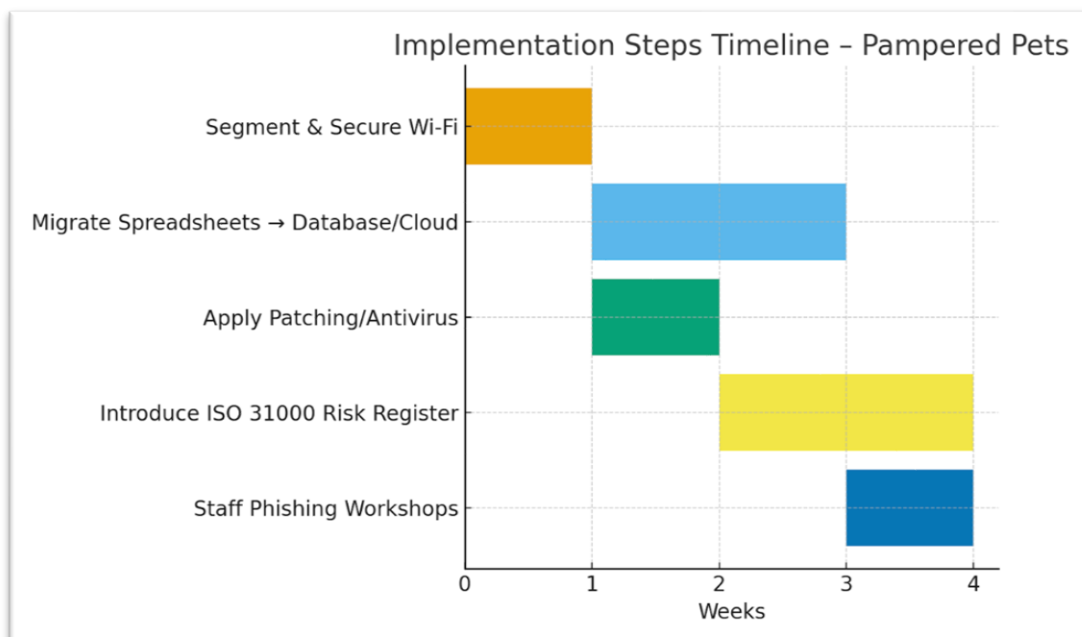 Implementation Steps Timeline – Pampered Pets
Segment & Secure Wi-Fi
Migrate Spreadsheets → Database/Cloud
Apply Patching/Antivirus
Introduce ISO 31000 Risk Register
Staff Phishing Workshops
0 1 2 3 4
Weeks